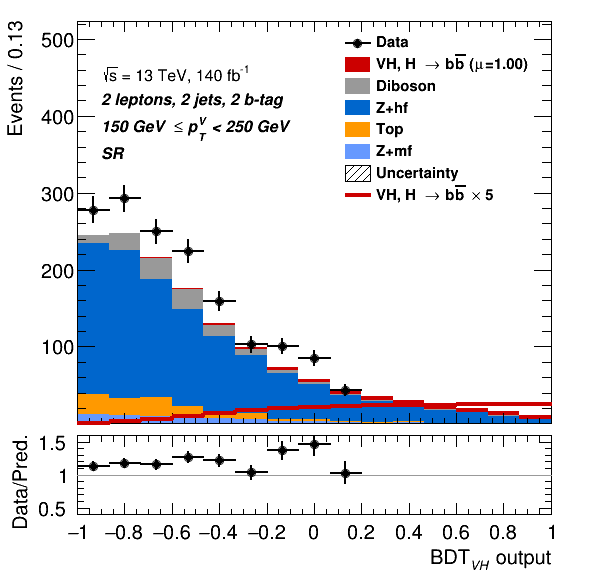 Events / 0.13
500
400
300
200
100
√s = 13 TeV, 140 fb⁻¹
2 leptons, 2 jets, 2 b-tag
150 GeV ≤ p_T^V < 250 GeV
SR
Data
VH, H → bb̅ (μ=1.00)
Diboson
Z+hf
Top
Z+mf
Uncertainty
VH, H → bb̅ × 5
Data/Pred.
1.5
1
0.5
−1 −0.8 −0.6 −0.4 −0.2 0 0.2 0.4 0.6 0.8 1
BDT_VH output